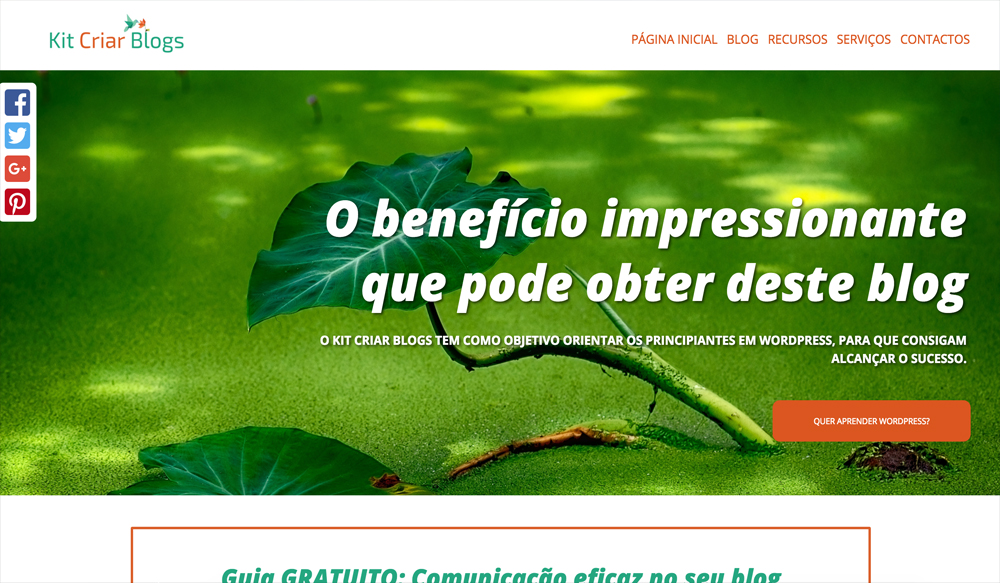 Kit Criar Blogs
PÁGINA INICIAL BLOG RECURSOS SERVIÇOS CONTACTOS
O benefício impressionante
que pode obter deste blog
O KIT CRIAR BLOGS TEM COMO OBJETIVO ORIENTAR OS PRINCIPIANTES EM WORDPRESS, PARA QUE CONSIGAM
ALCANÇAR O SUCESSO.
QUER APRENDER WORDPRESS?
Guia GRATUITO: Comunicação eficaz no seu blog